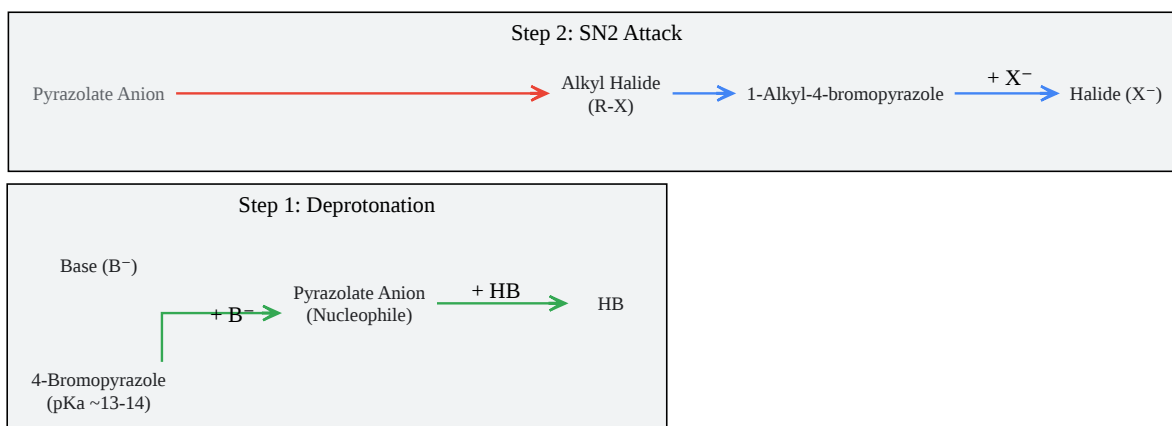 Step 2: SN2 Attack
Pyrazolate Anion
Alkyl Halide
(R-X)
1-Alkyl-4-bromopyrazole
+ X⁻
Halide (X⁻)
Step 1: Deprotonation
Base (B⁻)
+ B⁻
Pyrazolate Anion
(Nucleophile)
+ HB
HB
4-Bromopyrazole
(pKa ~13-14)